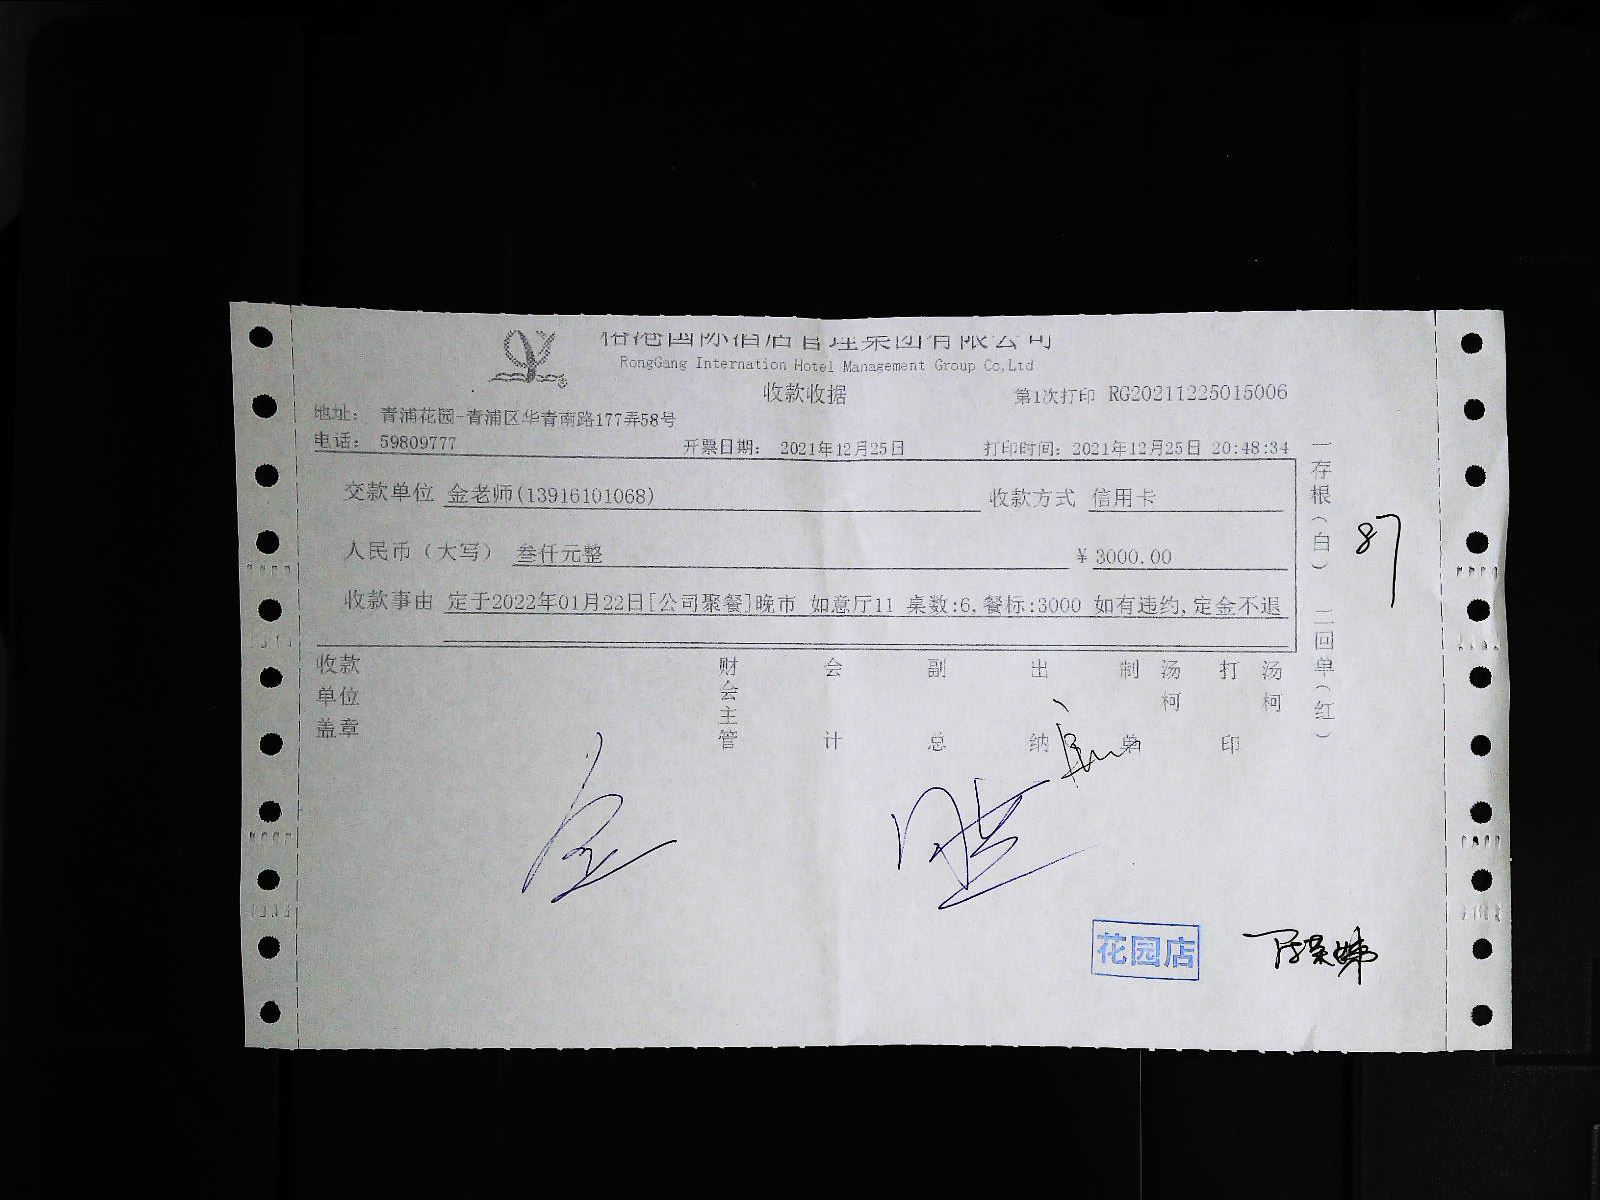 榕港国际酒店管理集团有限公司
RongGang International Hotel Management Group Co,Ltd
收款收据
第1次打印 RG20211225015006
地址： 青浦花园-青浦区华青南路177弄58号
电话： 59809777 开票日期： 2021年12月25日 打印时间：2021年12月25日 20:48:34
交款单位 金老师(13916101068) 收款方式 信用卡
人民币（大写） 叁仟元整 ¥ 3000.00
收款事由 定于2022年01月22日[公司聚餐]晚市 如意厅11 桌数:6,餐标:3000 如有违约,定金不退
收款单位盖章 财会主管 会计 副总 出纳 制单 汤柯 打印 汤柯
一存根（白） 二回单（红）
87
花园店